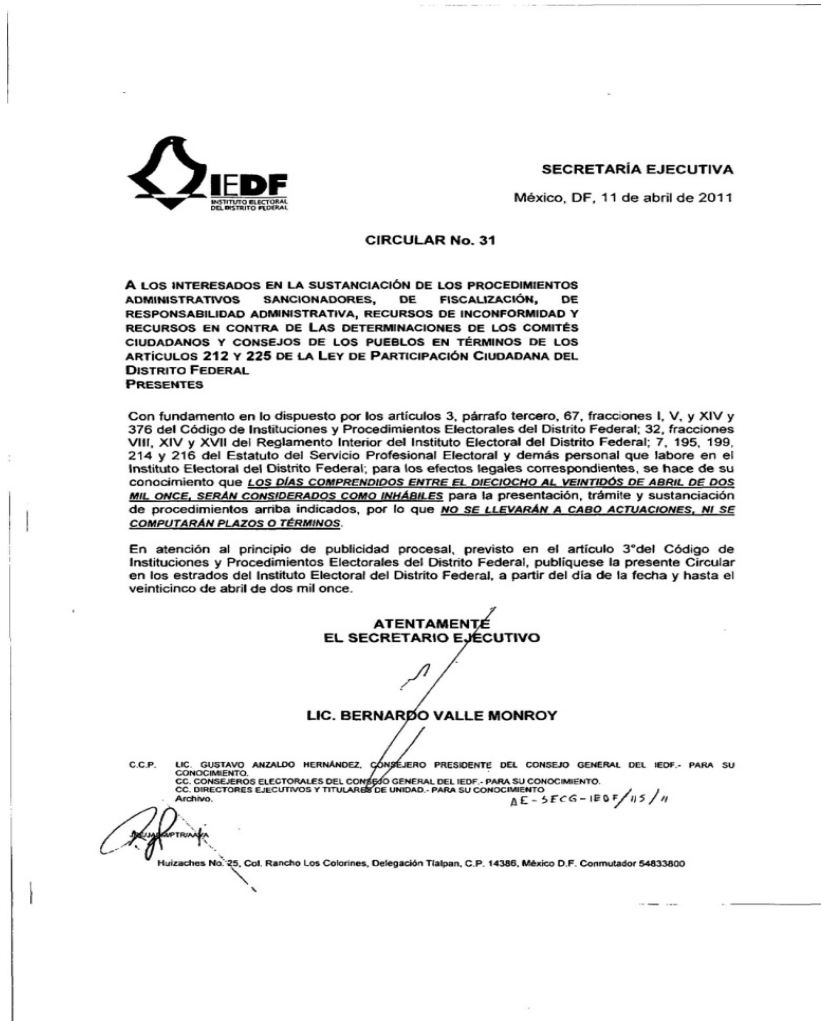 IEDF
INSTITUTO ELECTORAL
DEL DISTRITO FEDERAL
SECRETARÍA EJECUTIVA
México, DF, 11 de abril de 2011
CIRCULAR No. 31
A LOS INTERESADOS EN LA SUSTANCIACIÓN DE LOS PROCEDIMIENTOS
ADMINISTRATIVOS SANCIONADORES, DE FISCALIZACIÓN, DE
RESPONSABILIDAD ADMINISTRATIVA, RECURSOS DE INCONFORMIDAD Y
RECURSOS EN CONTRA DE LAS DETERMINACIONES DE LOS COMITÉS
CIUDADANOS Y CONSEJOS DE LOS PUEBLOS EN TÉRMINOS DE LOS
ARTÍCULOS 212 Y 225 DE LA LEY DE PARTICIPACIÓN CIUDADANA DEL
DISTRITO FEDERAL
PRESENTES
Con fundamento en lo dispuesto por los artículos 3, párrafo tercero, 67, fracciones I, V, y XIV y
376 del Código de Instituciones y Procedimientos Electorales del Distrito Federal; 32, fracciones
VIII, XIV y XVII del Reglamento Interior del Instituto Electoral del Distrito Federal; 7, 195, 199,
214 y 216 del Estatuto del Servicio Profesional Electoral y demás personal que labore en el
Instituto Electoral del Distrito Federal; para los efectos legales correspondientes, se hace de su
conocimiento que LOS DÍAS COMPRENDIDOS ENTRE EL DIECIOCHO AL VEINTIDÓS DE ABRIL DE DOS
MIL ONCE, SERÁN CONSIDERADOS COMO INHÁBILES para la presentación, trámite y sustanciación
de procedimientos arriba indicados, por lo que NO SE LLEVARÁN A CABO ACTUACIONES, NI SE
COMPUTARÁN PLAZOS O TÉRMINOS.
En atención al principio de publicidad procesal, previsto en el artículo 3°del Código de
Instituciones y Procedimientos Electorales del Distrito Federal, publíquese la presente Circular
en los estrados del Instituto Electoral del Distrito Federal, a partir del día de la fecha y hasta el
veinticinco de abril de dos mil once.
ATENTAMENTE
EL SECRETARIO EJECUTIVO
LIC. BERNARDO VALLE MONROY
C.C.P. LIC. GUSTAVO ANZALDO HERNÁNDEZ, CONSEJERO PRESIDENTE DEL CONSEJO GENERAL DEL IEDF.- PARA SU
CONOCIMIENTO.
CC. CONSEJEROS ELECTORALES DEL CONSEJO GENERAL DEL IEDF.- PARA SU CONOCIMIENTO.
CC. DIRECTORES EJECUTIVOS Y TITULARES DE UNIDAD.- PARA SU CONOCIMIENTO
Archivo.
AE-SECG-IEDF/115/11
Huizaches No. 25, Col. Rancho Los Colorines, Delegación Tlalpan, C.P. 14386, México D.F. Conmutador 54833800